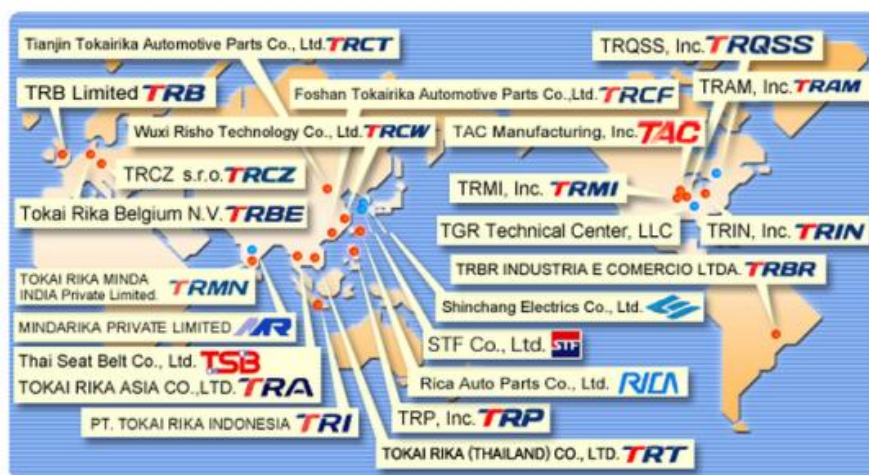 Tianjin Tokairika Automotive Parts Co., Ltd. TRCT
TRQSS, Inc. TRQSS
TRB Limited TRB
Foshan Tokairika Automotive Parts Co.,Ltd. TRCF
TRAM, Inc. TRAM
Wuxi Risho Technology Co., Ltd. TRCW
TAC Manufacturing, Inc. TAC
TRCZ s.r.o. TRCZ
TRMI, Inc. TRMI
Tokai Rika Belgium N.V. TRBE
TGR Technical Center, LLC
TRIN, Inc. TRIN
TOKAI RIKA MINDA
INDIA Private Limited. TRMN
TRBR INDUSTRIA E COMERCIO LTDA. TRBR
Shinchang Electrics Co., Ltd.
MINDARIKA PRIVATE LIMITED MR
STF Co., Ltd. STF
Thai Seat Belt Co., Ltd. TSB
TOKAI RIKA ASIA CO.,LTD. TRA
Rica Auto Parts Co., Ltd. RICA
PT. TOKAI RIKA INDONESIA TRI
TRP, Inc. TRP
TOKAI RIKA (THAILAND) CO., LTD. TRT